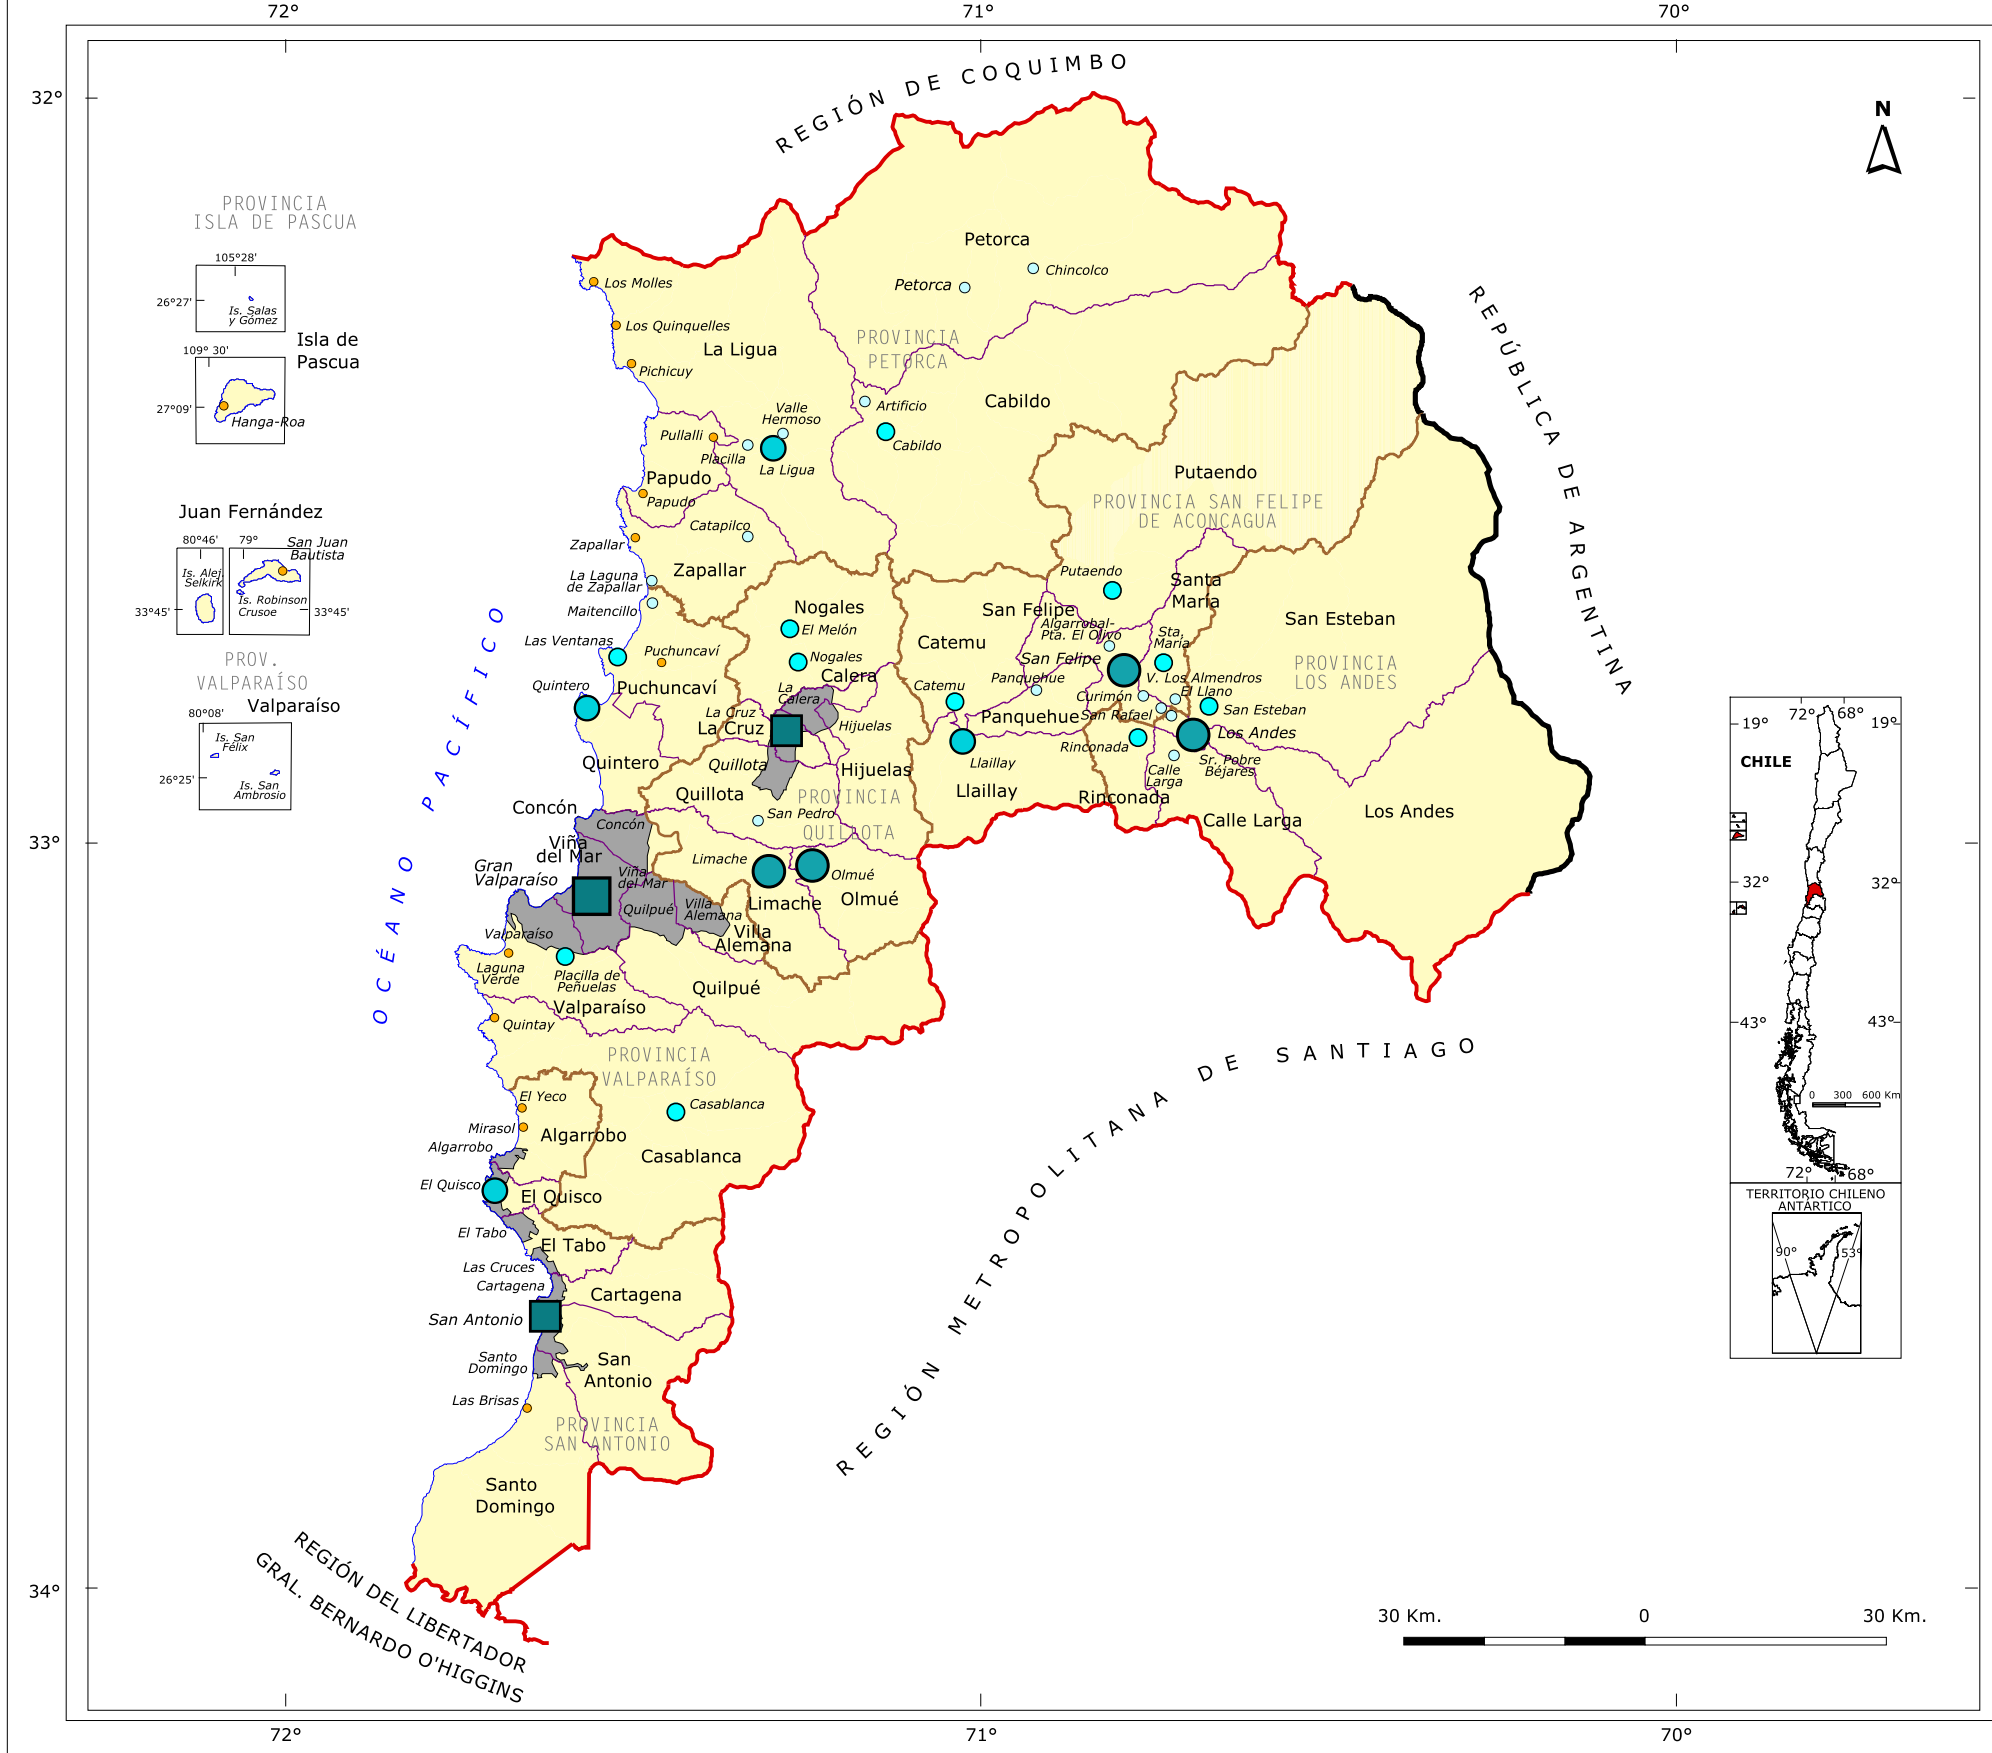 72°
71°
70°
32°
REGIÓN DE COQUIMBO
N
PROVINCIA
ISLA DE PASCUA
105°28'
26°27'
Is. Salas
y Gómez
Isla de
Pascua
109° 30'
27°09'
Hanga-Roa
Juan Fernández
80°46'
79°
San Juan
Bautista
Is. Alej
Selkirk
Is. Robinson
Crusoe
33°45'
33°45'
PROV.
VALPARAÍSO
Valparaíso
80°08'
Is. San
Félix
26°25'
Is. San
Ambrosio
OCÉANO PACÍFICO
REPÚBLICA DE ARGENTINA
Petorca
Chincolco
Petorca
Los Molles
Los Quinquelles
La Ligua
PROVINCIA
PETORCA
Pichicuy
Cabildo
Valle
Hermoso
Artificio
Pullalli
Placilla
La Ligua
Cabildo
Papudo
Papudo
Putaendo
PROVINCIA SAN FELIPE
DE ACONCAGUA
Catapilco
Zapallar
Zapallar
La Laguna
de Zapallar
Maitencillo
Putaendo
Santa
María
Nogales
El Melón
San Felipe
Algarrobal-
Pta. El Olivo
San Esteban
Catemu
Sta.
María
Las Ventanas
Puchuncaví
Nogales
San Felipe
PROVINCIA
LOS ANDES
Calera
Puchuncaví
Quintero
La
Calera
Catemu
Panquehue
V. Los Almendros
El Llano
Curimón
San Rafael
San Esteban
La Cruz
La Cruz
Hijuelas
Panquehue
Los Andes
Rinconada
Quintero
Quillota
Hijuelas
Llaillay
Calle
Larga
Sr. Pobre
Béjares
Quillota
PROVINCIA
QUILLOTA
Llaillay
Rinconada
San Pedro
Calle Larga
Los Andes
Concón
Concón
33°
Viña
del Mar
Gran
Valparaíso
Viña
del Mar
Limache
Olmué
Quilpué
Villa
Alemana
Limache
Olmué
Valparaíso
Villa
Alemana
Laguna
Verde
Placilla de
Peñuelas
Quilpué
Valparaíso
Quintay
PROVINCIA
VALPARAÍSO
El Yeco
Casablanca
Mirasol
Algarrobo
Algarrobo
Casablanca
El Quisco
El Quisco
El Tabo
El Tabo
Las Cruces
Cartagena
Cartagena
San Antonio
Santo
Domingo
San
Antonio
Las Brisas
PROVINCIA
SAN ANTONIO
Santo
Domingo
REGIÓN METROPOLITANA DE SANTIAGO
34°
REGIÓN DEL LIBERTADOR
GRAL. BERNARDO O'HIGGINS
72°
68°
19°
19°
CHILE
32°
32°
43°
43°
0 300 600 Km
72°
68°
TERRITORIO CHILENO
ANTÁRTICO
90°
53°
30 Km.
0
30 Km.
72°
71°
70°